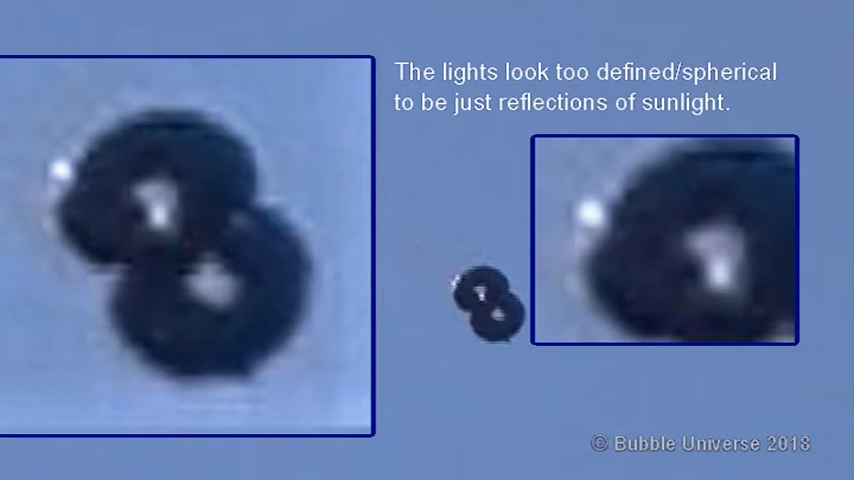 The lights look too defined/spherical
to be just reflections of sunlight.
© Bubble Universe 2018